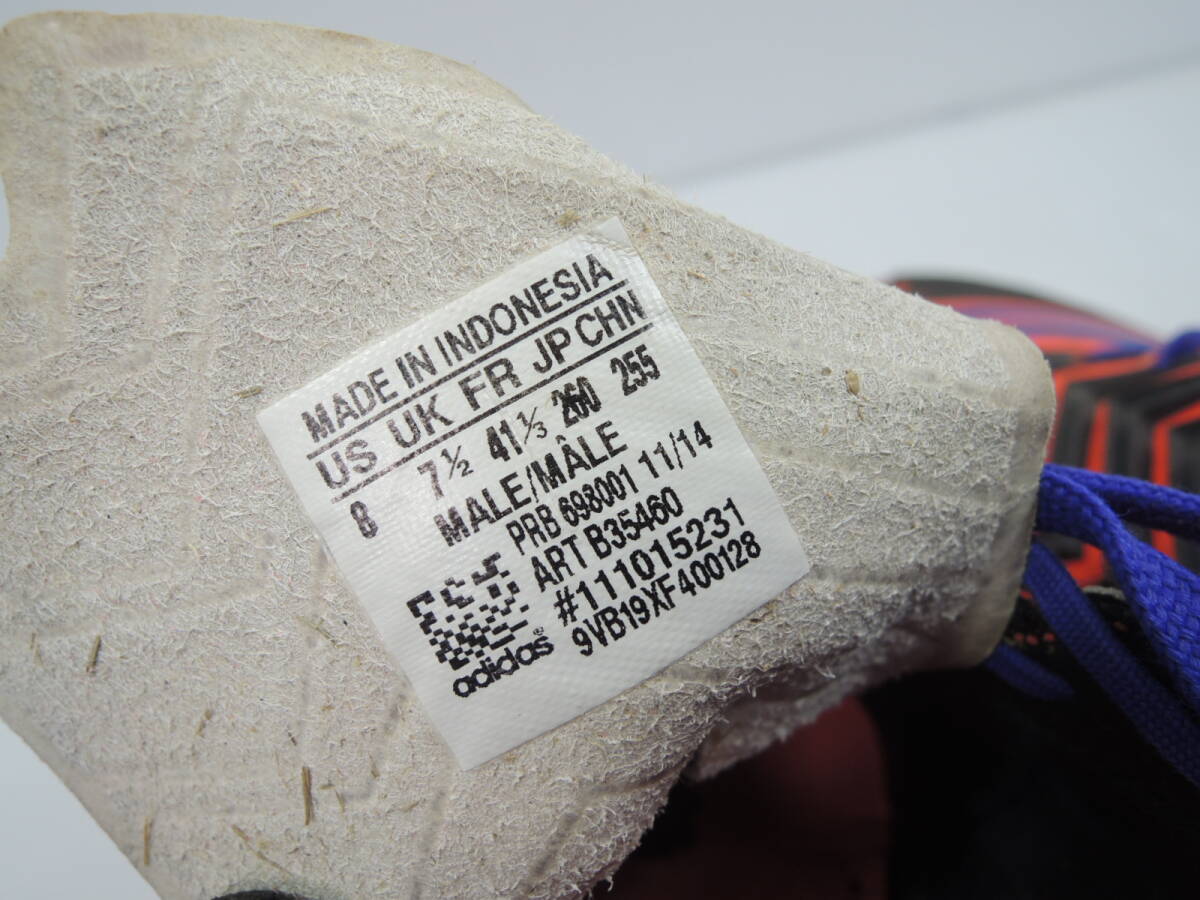 MADE IN INDONESIA
US UK FR JP CHN
8 7½ 41⅓ 260 255
MALE/MÂLE
PRB 698001 11/14
ART B35460
#111015231
9VB19XF400128
adidas®